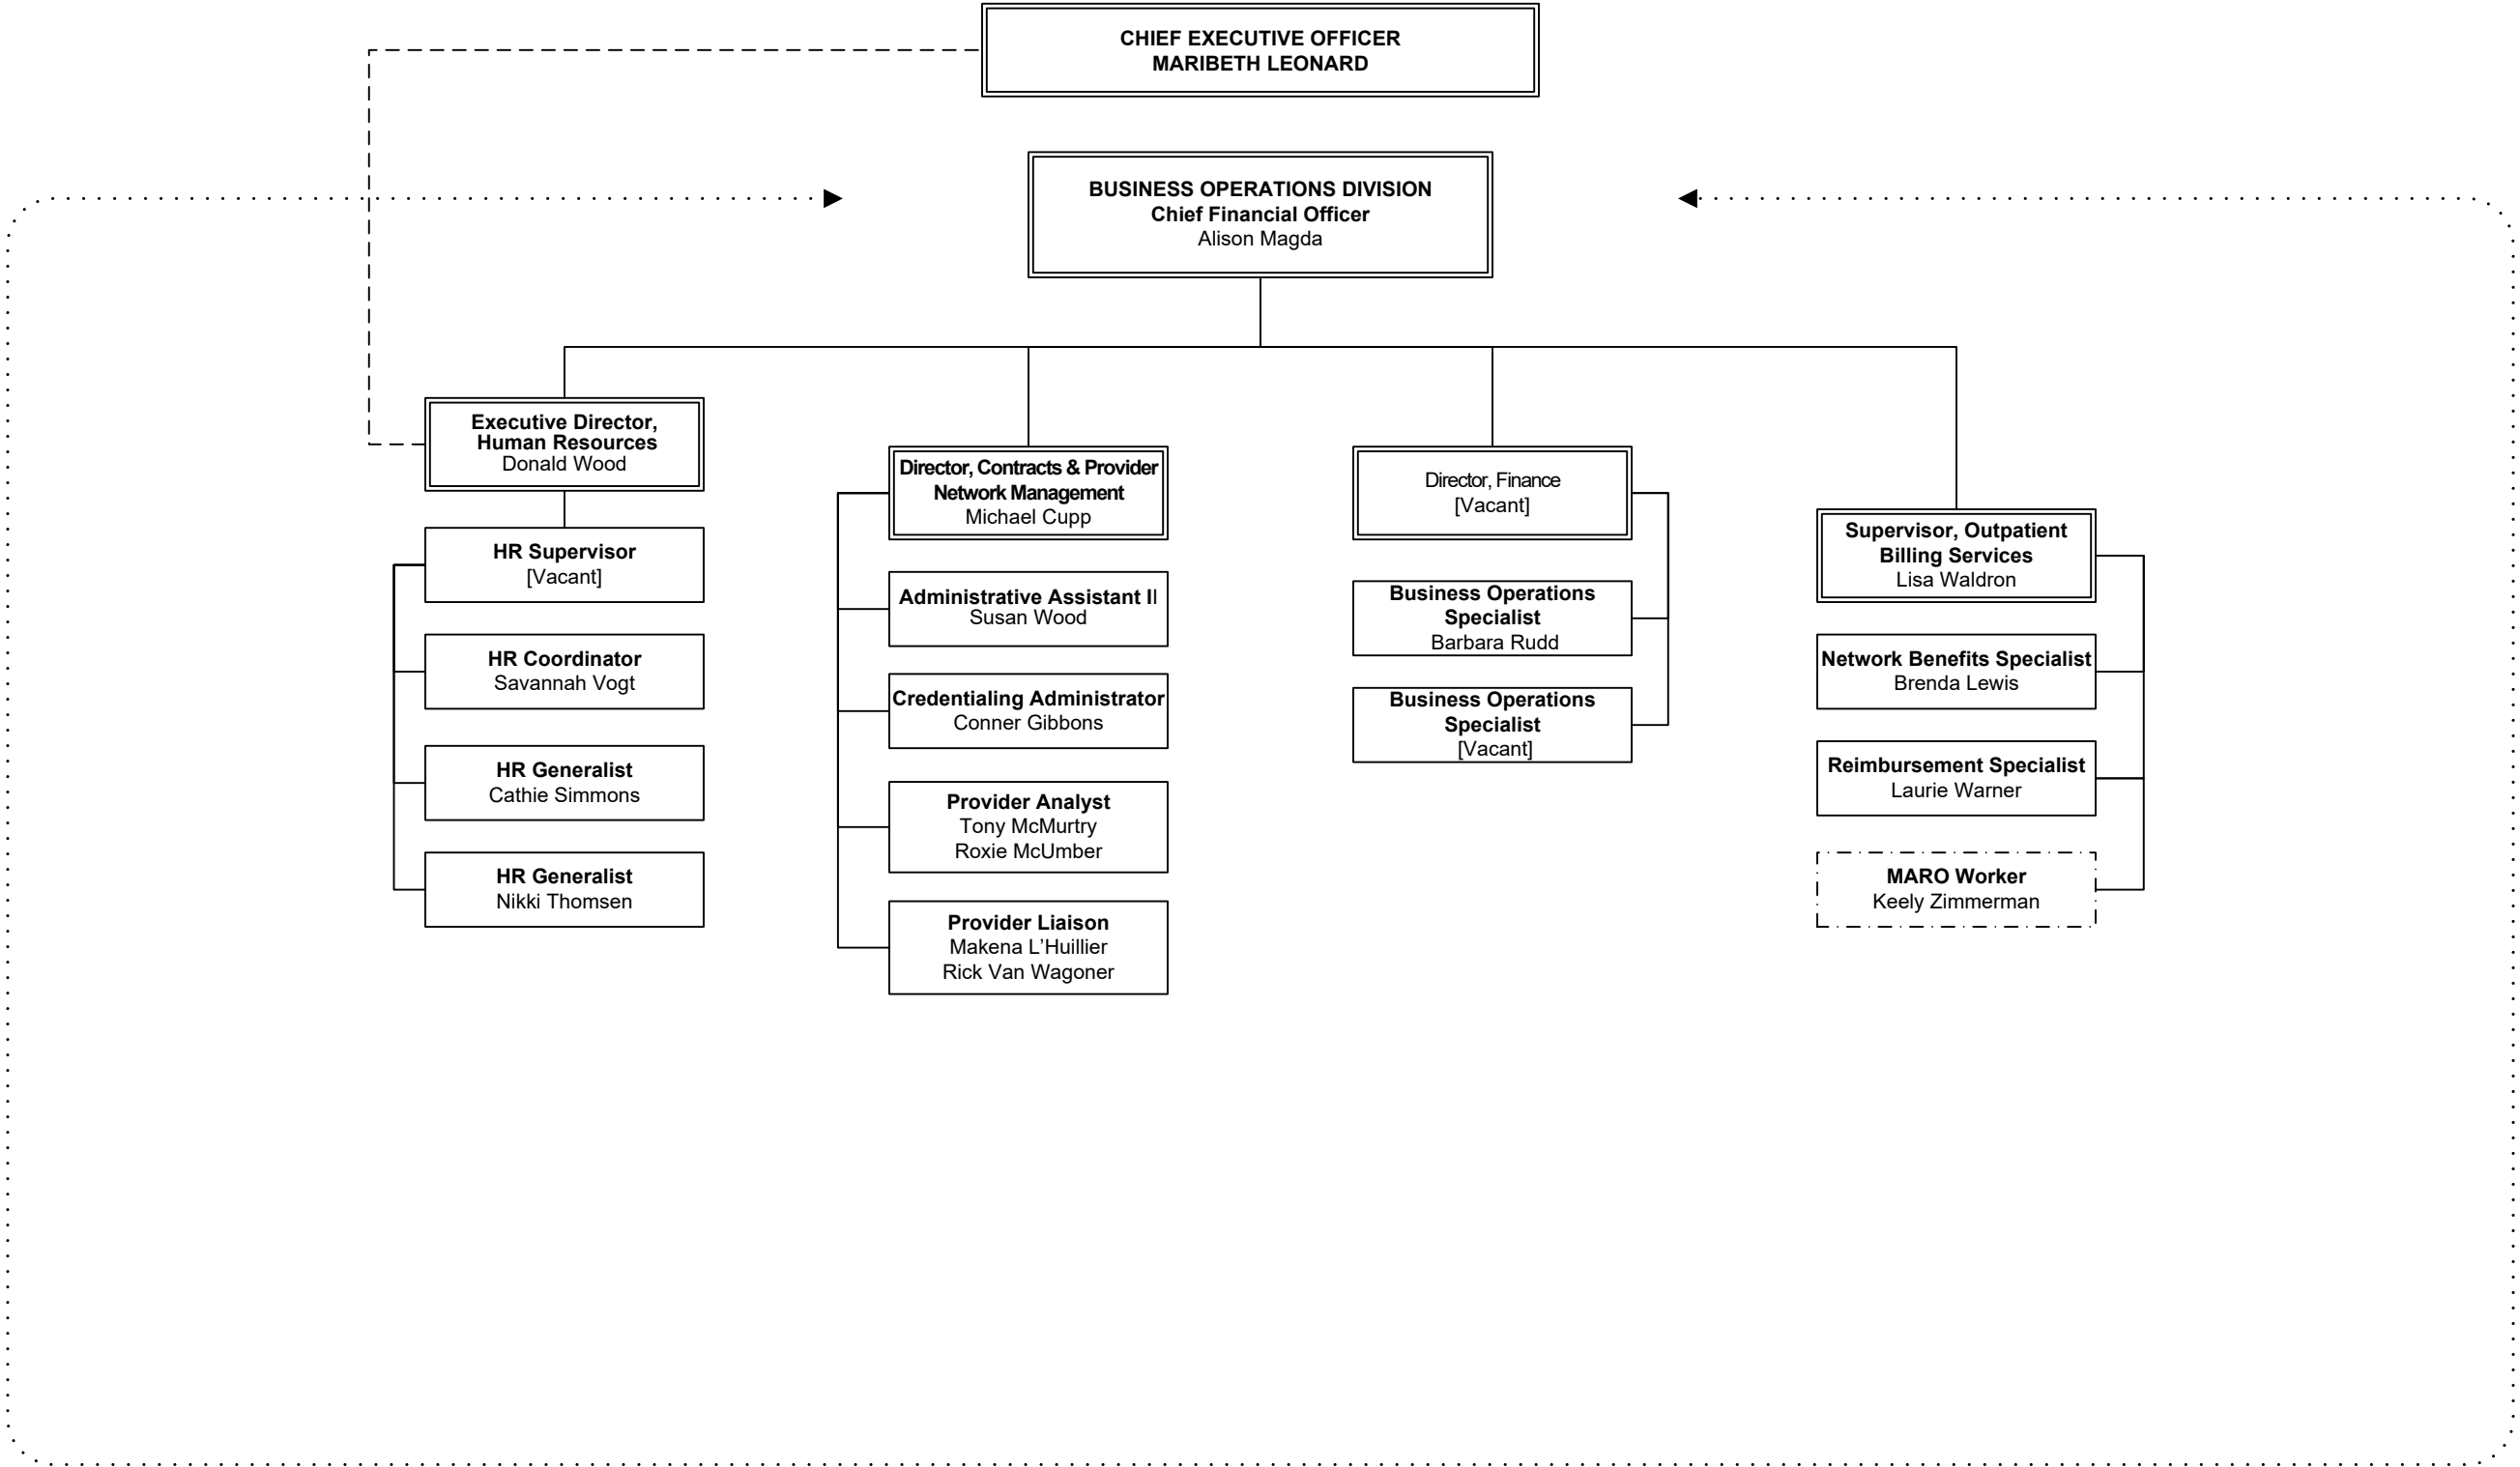 CHIEF EXECUTIVE OFFICER
MARIBETH LEONARD
BUSINESS OPERATIONS DIVISION
Chief Financial Officer
Alison Magda
Executive Director,
Human Resources
Donald Wood
HR Supervisor
[Vacant]
HR Coordinator
Savannah Vogt
HR Generalist
Cathie Simmons
HR Generalist
Nikki Thomsen
Director, Contracts & Provider
Network Management
Michael Cupp
Administrative Assistant II
Susan Wood
Credentialing Administrator
Conner Gibbons
Provider Analyst
Tony McMurtry
Roxie McUmber
Provider Liaison
Makena L’Huillier
Rick Van Wagoner
Director, Finance
[Vacant]
Business Operations
Specialist
Barbara Rudd
Business Operations
Specialist
[Vacant]
Supervisor, Outpatient
Billing Services
Lisa Waldron
Network Benefits Specialist
Brenda Lewis
Reimbursement Specialist
Laurie Warner
MARO Worker
Keely Zimmerman